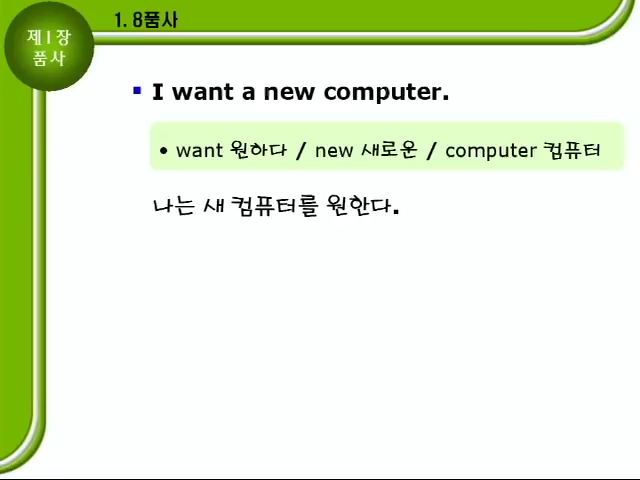 제 I 장
품사
1. 8품사
▪ I want a new computer.
• want 원하다 / new 새로운 / computer 컴퓨터
나는 새 컴퓨터를 원한다.